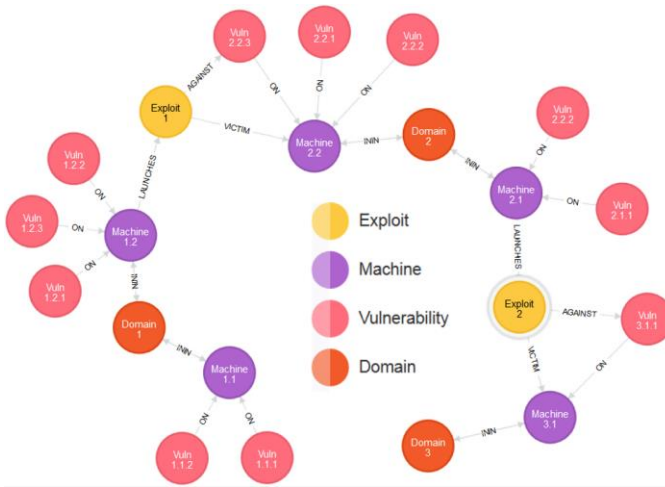 Vuln
2.2.3
Vuln
2.2.1
Vuln
2.2.2
AGAINST
ON
ON
ON
Exploit
1
VICTIM
Machine
2.2
ININ
Domain
2
ININ
Vuln
2.2.2
ON
Machine
2.1
ON
Vuln
2.1.1
LAUNCHES
Vuln
1.2.2
ON
Vuln
1.2.3
ON
Machine
1.2
ON
Vuln
1.2.1
ININ
Domain
1
ININ
Machine
1.1
ON
ON
Vuln
1.1.2
Vuln
1.1.1
Exploit
Machine
Vulnerability
Domain
LAUNCHES
Exploit
2
AGAINST
Vuln
3.1.1
VICTIM
ON
Machine
3.1
ININ
Domain
3